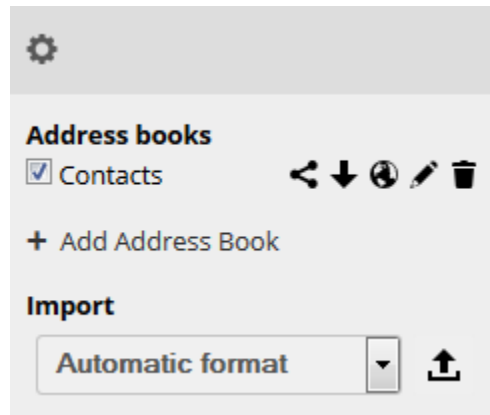 Address books
Contacts
+ Add Address Book
Import
Automatic format